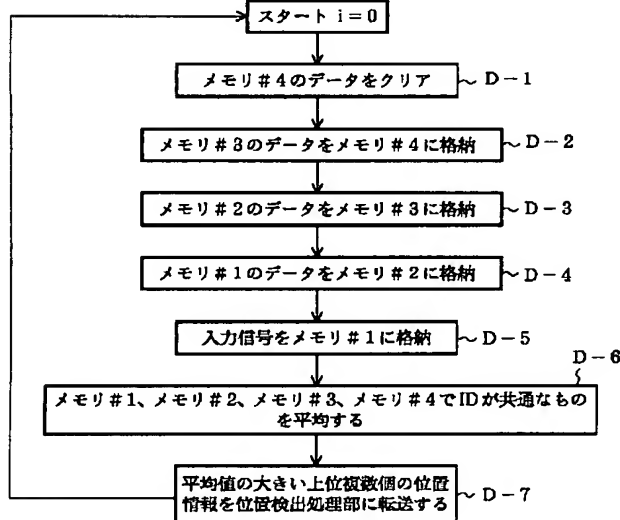 スタート i=0
メモリ#4のデータをクリア
D-1
メモリ#3のデータをメモリ#4に格納
D-2
メモリ#2のデータをメモリ#3に格納
D-3
メモリ#1のデータをメモリ#2に格納
D-4
入力信号をメモリ#1に格納
D-5
D-6
メモリ#1、メモリ#2、メモリ#3、メモリ#4でIDが共通なもの
を平均する
平均値の大きい上位複数個の位置
情報を位置検出処理部に転送する
D-7